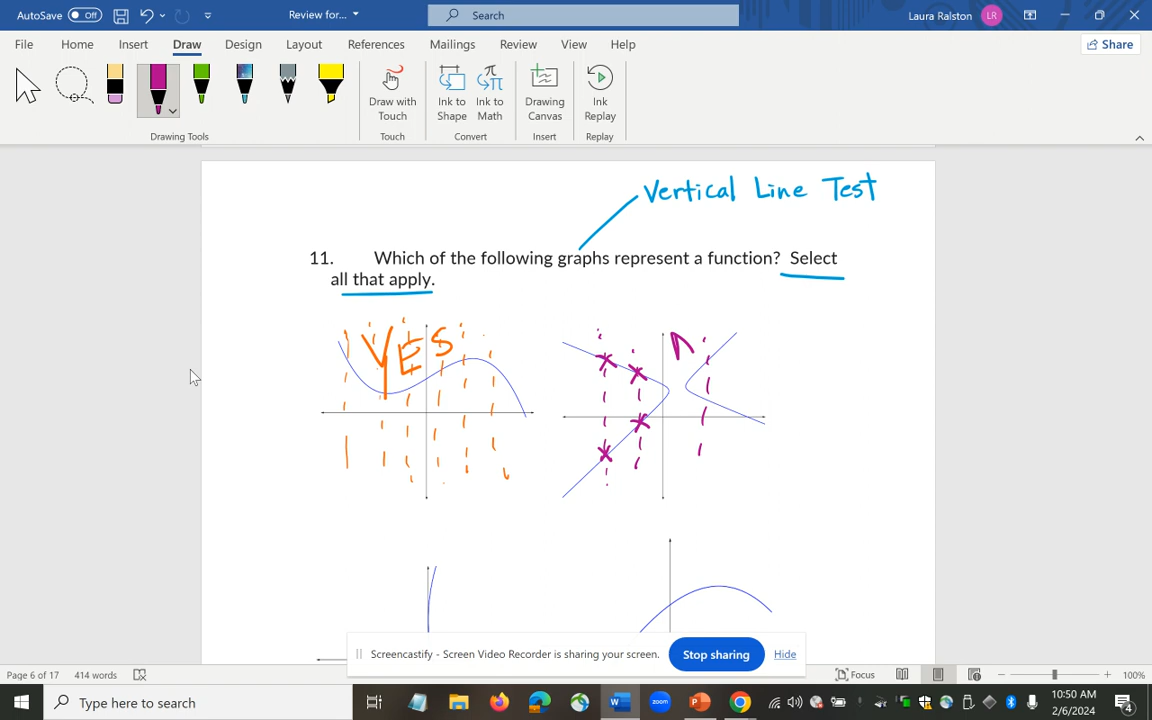 AutoSave Off Review for... Search Laura Ralston LR
File Home Insert Draw Design Layout References Mailings Review View Help Share
Draw with Touch Ink to Shape Ink to Math Drawing Canvas Ink Replay
Drawing Tools Touch Convert Insert Replay
Vertical Line Test
11. Which of the following graphs represent a function? Select
all that apply.
YES N
Screencastify - Screen Video Recorder is sharing your screen. Stop sharing Hide
Page 6 of 17 414 words Focus 100%
Type here to search 10:50 AM
2/6/2024 4